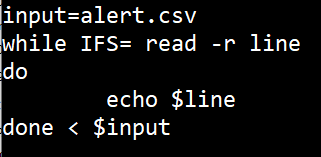 input=alert.csv
while IFS= read -r line
do
        echo $line
done < $input